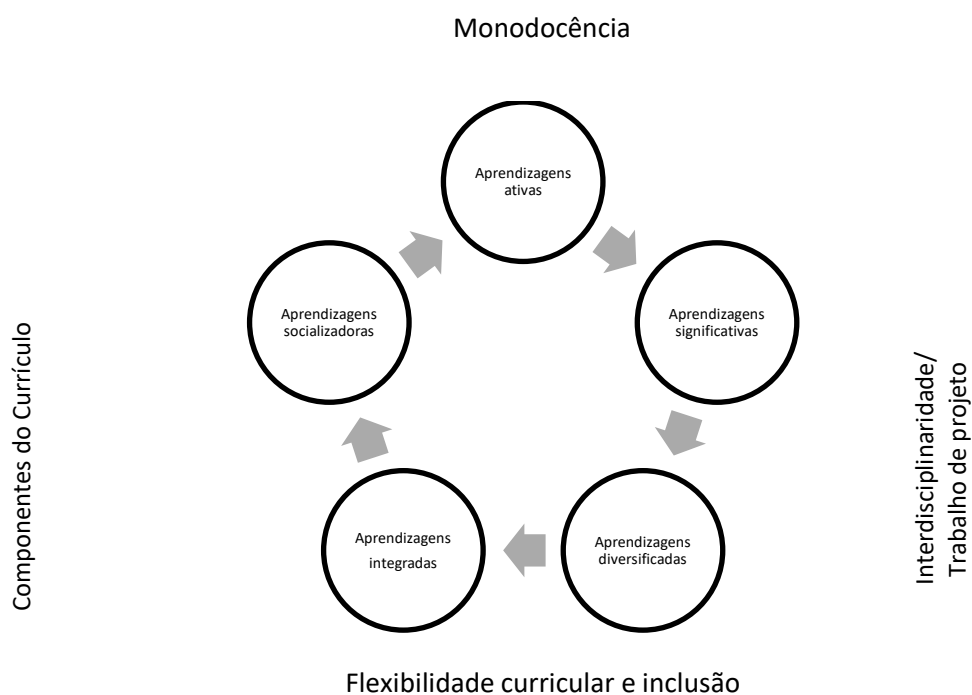 Monodocência
Aprendizagens
ativas
Aprendizagens
socializadoras
Aprendizagens
significativas
Componentes do Currículo
Interdisciplinaridade/
Trabalho de projeto
Aprendizagens
integradas
Aprendizagens
diversificadas
Flexibilidade curricular e inclusão